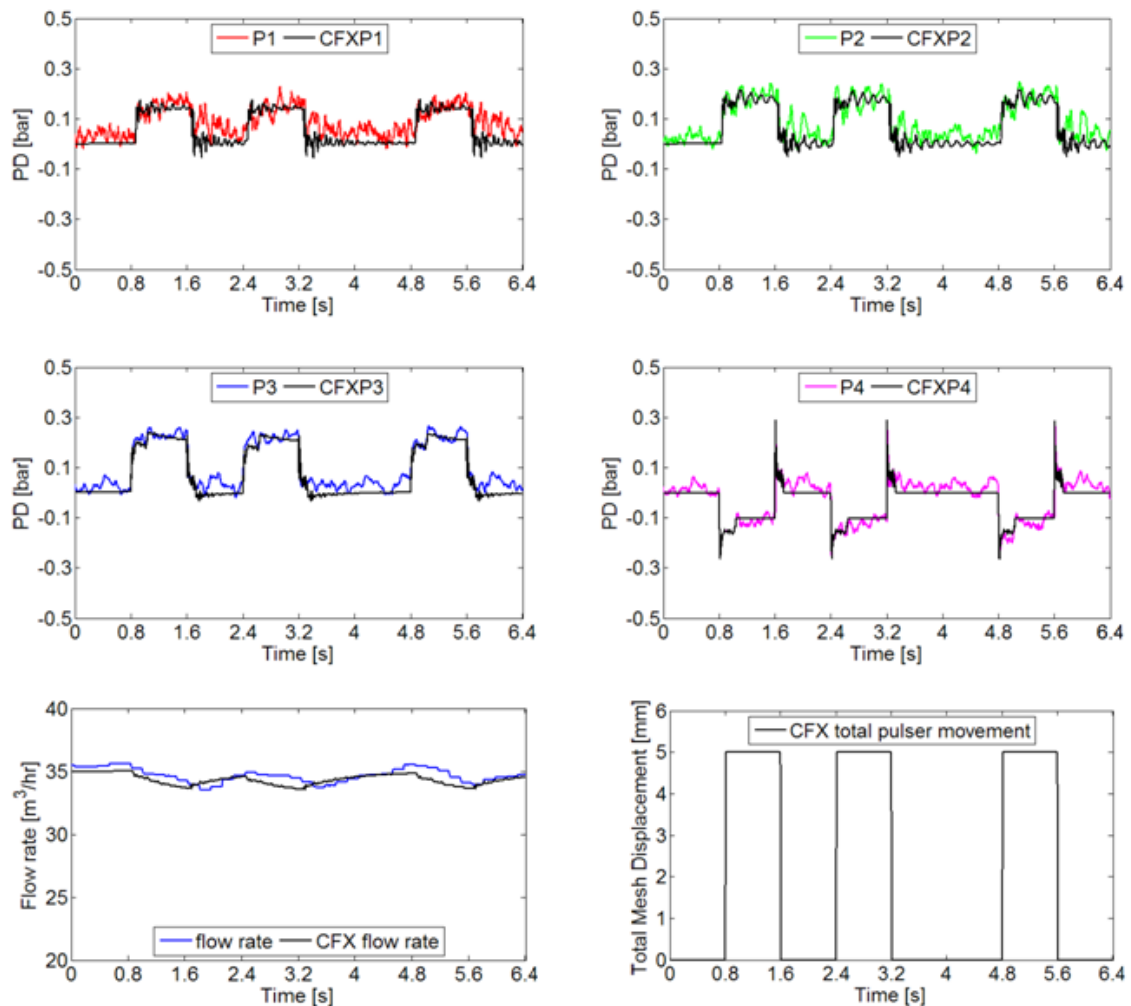 P1 CFXP1
PD [bar]
0.5
0.3
0.1
-0.1
-0.3
-0.5
0 0.8 1.6 2.4 3.2 4 4.8 5.6 6.4
Time [s]
P2 CFXP2
PD [bar]
0.5
0.3
0.1
-0.1
-0.3
-0.5
0 0.8 1.6 2.4 3.2 4 4.8 5.6 6.4
Time [s]
P3 CFXP3
PD [bar]
0.5
0.3
0.1
-0.1
-0.3
-0.5
0 0.8 1.6 2.4 3.2 4 4.8 5.6 6.4
Time [s]
P4 CFXP4
PD [bar]
0.5
0.3
0.1
-0.1
-0.3
-0.5
0 0.8 1.6 2.4 3.2 4 4.8 5.6 6.4
Time [s]
Flow rate [m³/hr]
40
35
30
25
20
flow rate CFX flow rate
0 0.8 1.6 2.4 3.2 4 4.8 5.6 6.4
Time [s]
CFX total pulser movement
Total Mesh Displacement [mm]
6
5
4
3
2
1
0
0 0.8 1.6 2.4 3.2 4 4.8 5.6 6.4
Time [s]